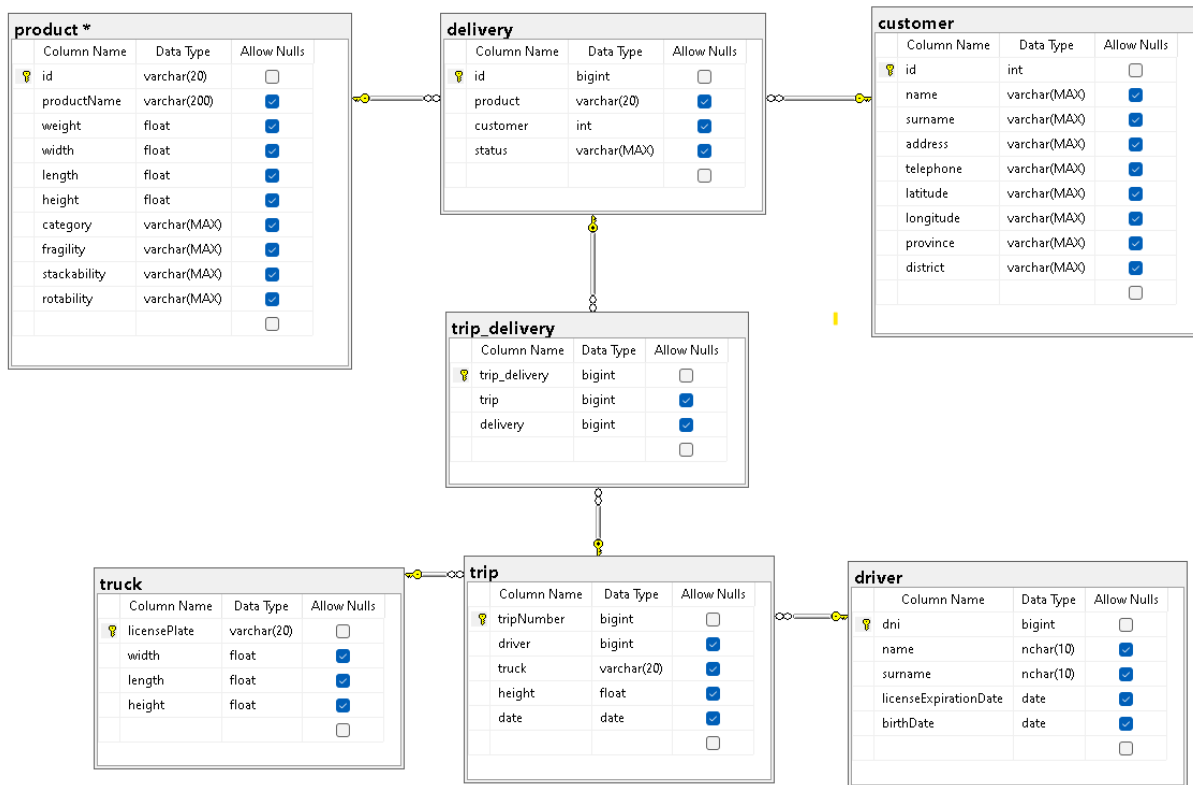 product *
Column Name Data Type Allow Nulls
id varchar(20)
productName varchar(200)
weight float
width float
length float
height float
category varchar(MAX)
fragility varchar(MAX)
stackability varchar(MAX)
rotability varchar(MAX)
delivery
Column Name Data Type Allow Nulls
id bigint
product varchar(20)
customer int
status varchar(MAX)
customer
Column Name Data Type Allow Nulls
id int
name varchar(MAX)
surname varchar(MAX)
address varchar(MAX)
telephone varchar(MAX)
latitude varchar(MAX)
longitude varchar(MAX)
province varchar(MAX)
district varchar(MAX)
trip_delivery
Column Name Data Type Allow Nulls
trip_delivery bigint
trip bigint
delivery bigint
truck
Column Name Data Type Allow Nulls
licensePlate varchar(20)
width float
length float
height float
trip
Column Name Data Type Allow Nulls
tripNumber bigint
driver bigint
truck varchar(20)
height float
date date
driver
Column Name Data Type Allow Nulls
dni bigint
name nchar(10)
surname nchar(10)
licenseExpirationDate date
birthDate date